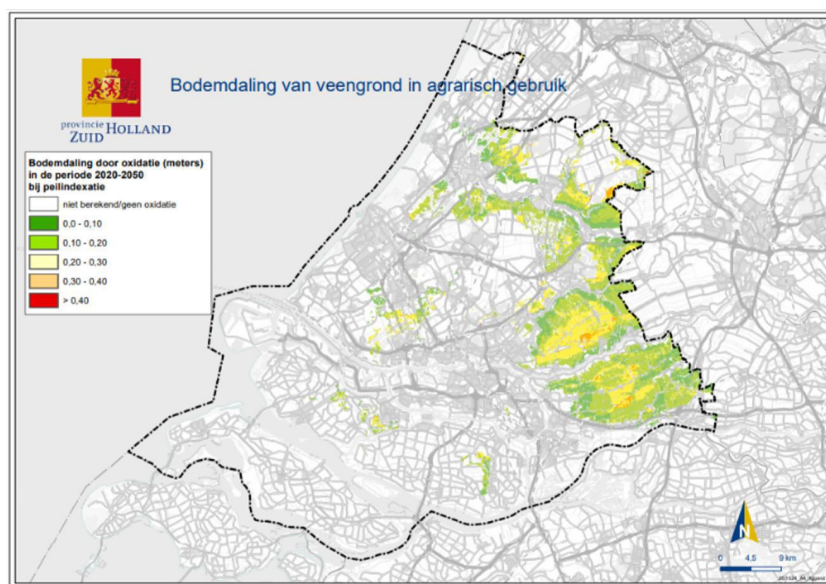 Bodemdaling van veengrond in agrarisch gebruik
provincie
ZUID HOLLAND
Bodemdaling door oxidatie (meters)
in de periode 2020-2050
bij peilindexatie
niet berekend/geen oxidatie
0,0 - 0,10
0,10 - 0,20
0,20 - 0,30
0,30 - 0,40
> 0,40
N
0 4.5 9 km